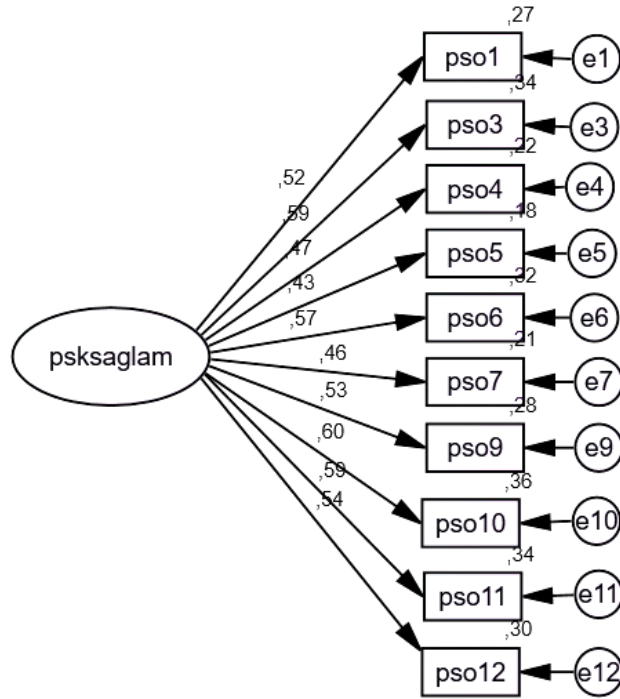 ,27
pso1
e1
,34
pso3
e3
,22
pso4
e4
,18
pso5
e5
,32
pso6
e6
,21
pso7
e7
,28
pso9
e9
,36
pso10
e10
,34
pso11
e11
,30
pso12
e12
,52
,59
,47
,43
,57
,46
,53
,60
,59
,54
psksaglam